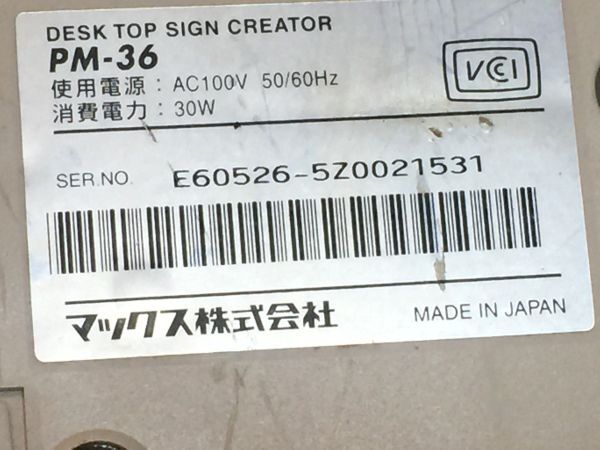 DESK TOP SIGN CREATOR
PM-36
VCCI
使用電源 : AC100V 50/60Hz
消費電力 : 30W
SER.NO. E60526-5Z0021531
マックス株式会社
MADE IN JAPAN